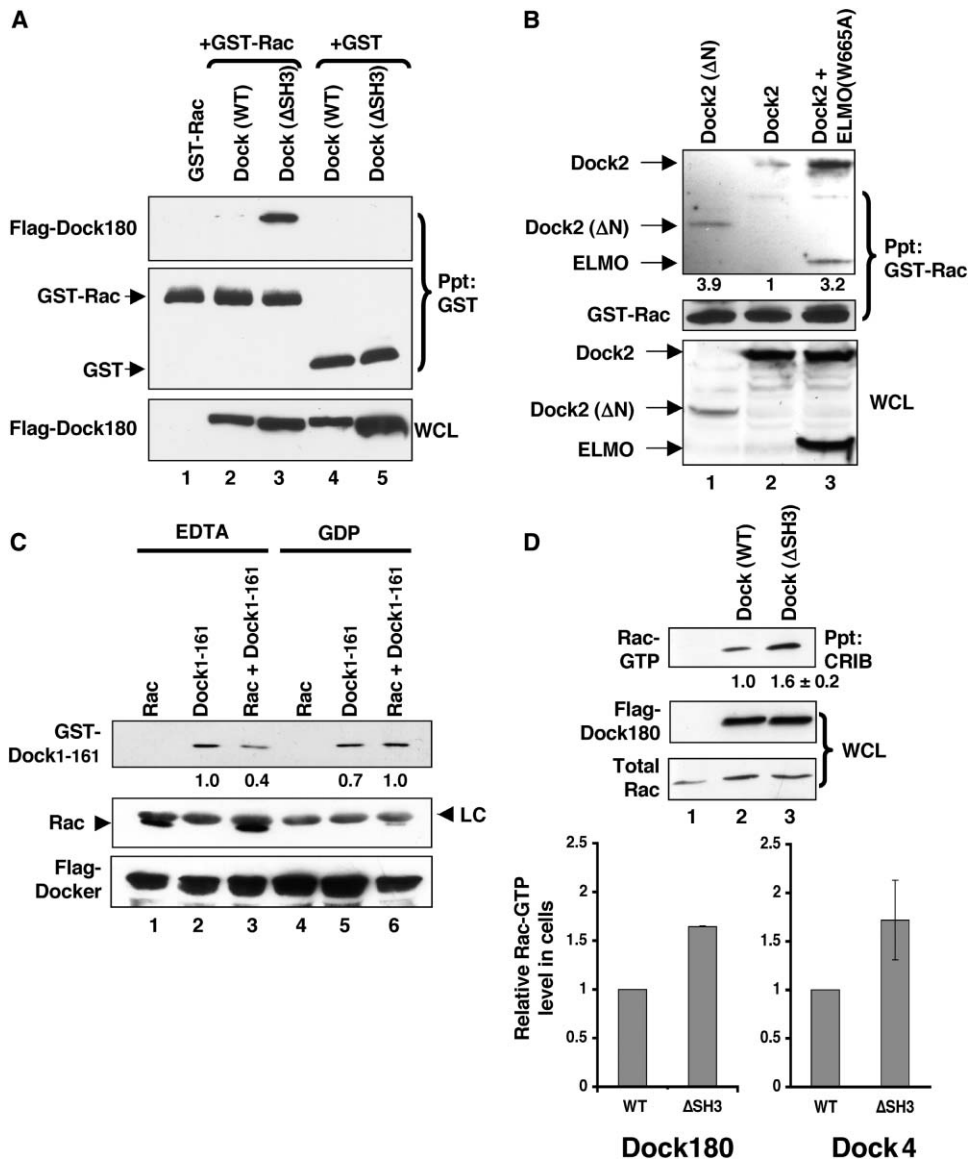 A
+GST-Rac
+GST
GST-Rac
Dock (WT)
Dock (ΔSH3)
Dock (WT)
Dock (ΔSH3)
Flag-Dock180
GST-Rac
GST
Ppt:
GST
Flag-Dock180
WCL
1 2 3 4 5
B
Dock2 (ΔN)
Dock2
Dock2 +
ELMO(W665A)
Dock2
Dock2 (ΔN)
ELMO
3.9 1 3.2
GST-Rac
Ppt:
GST-Rac
Dock2
Dock2 (ΔN)
ELMO
WCL
1 2 3
C
EDTA
GDP
Rac
Dock1-161
Rac + Dock1-161
Rac
Dock1-161
Rac + Dock1-161
GST-
Dock1-161
1.0 0.4 0.7 1.0
Rac
LC
Flag-
Docker
1 2 3 4 5 6
D
Dock (WT)
Dock (ΔSH3)
Rac-
GTP
Ppt:
CRIB
1.0 1.6 ± 0.2
Flag-
Dock180
Total
Rac
WCL
1 2 3
Relative Rac-GTP
level in cells
2.5
2
1.5
1
0.5
0
WT ΔSH3
Dock180
2.5
2
1.5
1
0.5
0
WT ΔSH3
Dock4